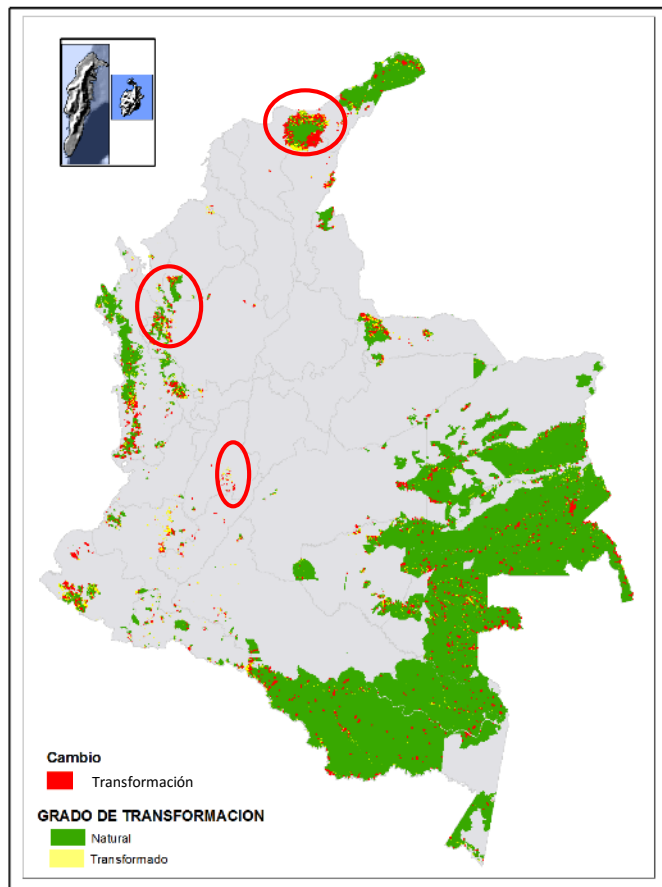 Cambio
Transformación
GRADO DE TRANSFORMACION
Natural
Transformado